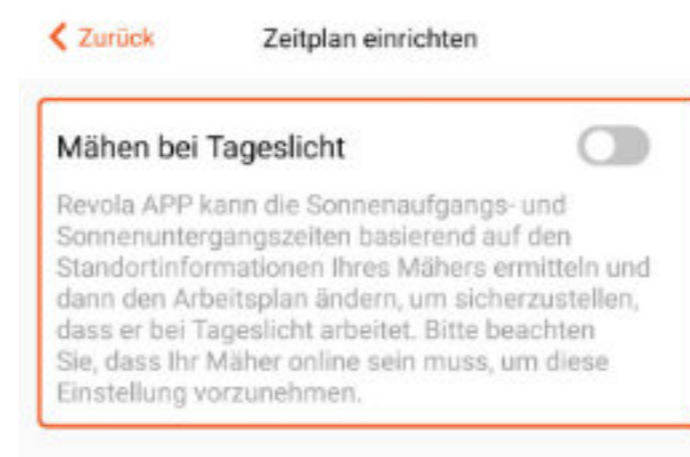 Zurück Zeitplan einrichten
Mähen bei Tageslicht
Revola APP kann die Sonnenaufgangs- und
Sonnenuntergangszeiten basierend auf den
Standortinformationen Ihres Mähers ermitteln und
dann den Arbeitsplan ändern, um sicherzustellen,
dass er bei Tageslicht arbeitet. Bitte beachten
Sie, dass Ihr Mäher online sein muss, um diese
Einstellung vorzunehmen.